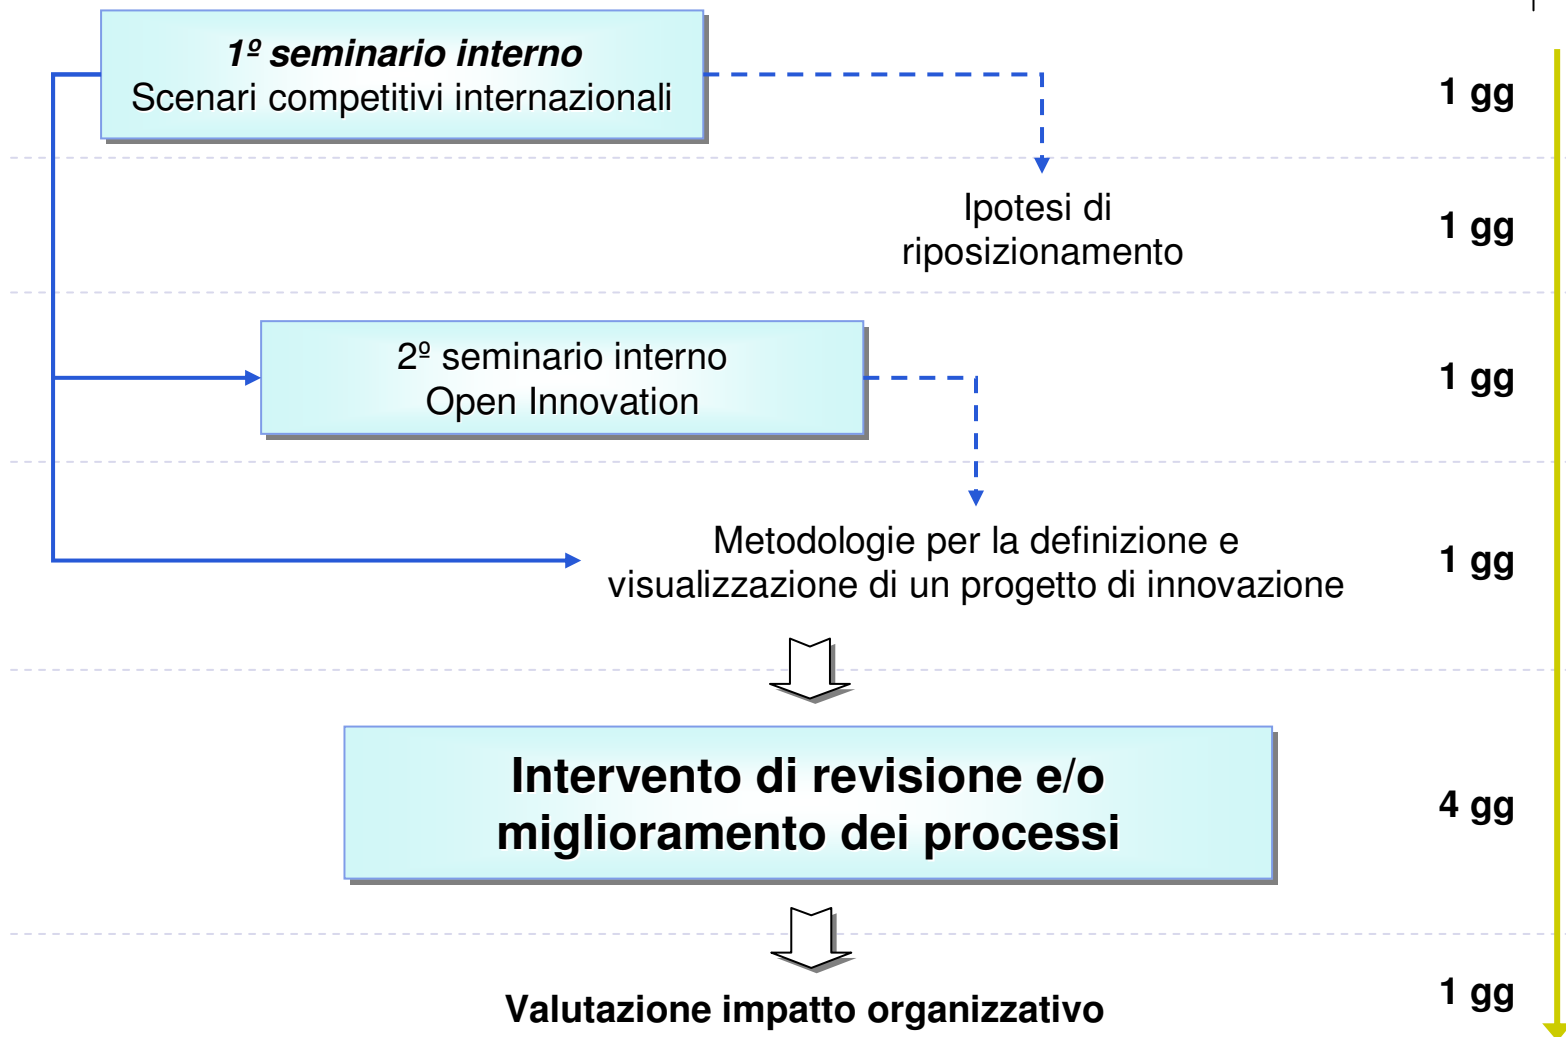 1º seminario interno
Scenari competitivi internazionali
1 gg
Ipotesi di
riposizionamento
1 gg
2º seminario interno
Open Innovation
1 gg
Metodologie per la definizione e
visualizzazione di un progetto di innovazione
1 gg
Intervento di revisione e/o
miglioramento dei processi
4 gg
Valutazione impatto organizzativo
1 gg